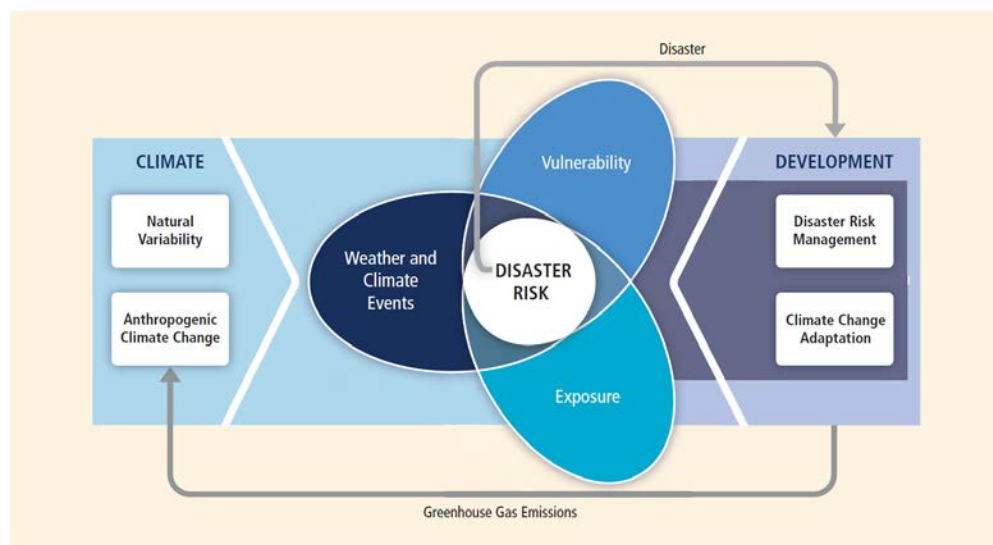 Disaster
CLIMATE
Natural
Variability
Anthropogenic
Climate Change
Weather and
Climate
Events
Vulnerability
DISASTER
RISK
Exposure
DEVELOPMENT
Disaster Risk
Management
Climate Change
Adaptation
Greenhouse Gas Emissions